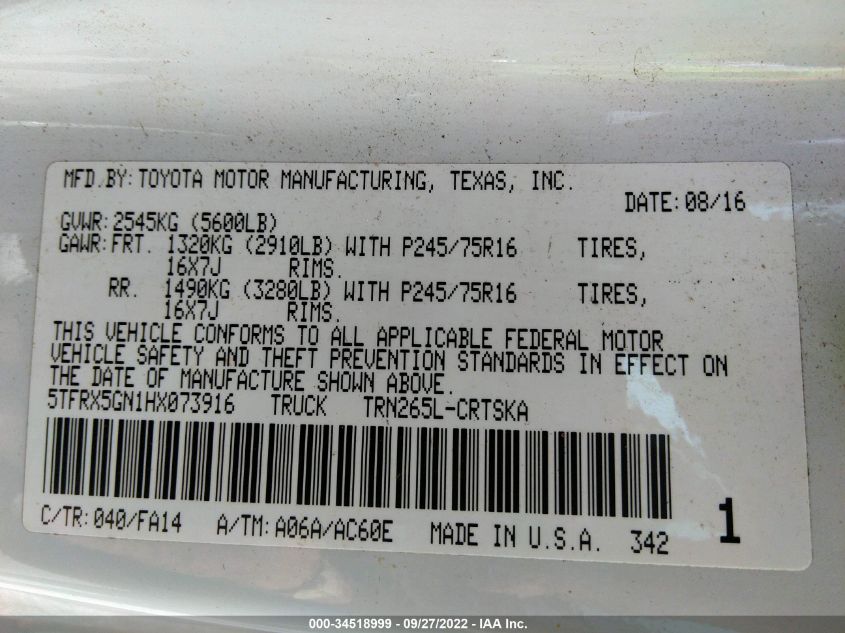 MFD.BY:TOYOTA MOTOR MANUFACTURING, TEXAS, INC.
DATE:08/16
GVWR:2545KG (5600LB)
GAWR:FRT. 1320KG (2910LB) WITH P245/75R16 TIRES,
16X7J RIMS.
RR. 1490KG (3280LB) WITH P245/75R16 TIRES,
16X7J RIMS.
THIS VEHICLE CONFORMS TO ALL APPLICABLE FEDERAL MOTOR
VEHICLE SAFETY AND THEFT PREVENTION STANDARDS IN EFFECT ON
THE DATE OF MANUFACTURE SHOWN ABOVE.
5TFRX5GN1HX073916 TRUCK TRN265L-CRTSKA
C/TR:040/FA14 A/TM:A06A/AC60E MADE IN U.S.A. 342 1
000-34518999 - 09/27/2022 - IAA Inc.